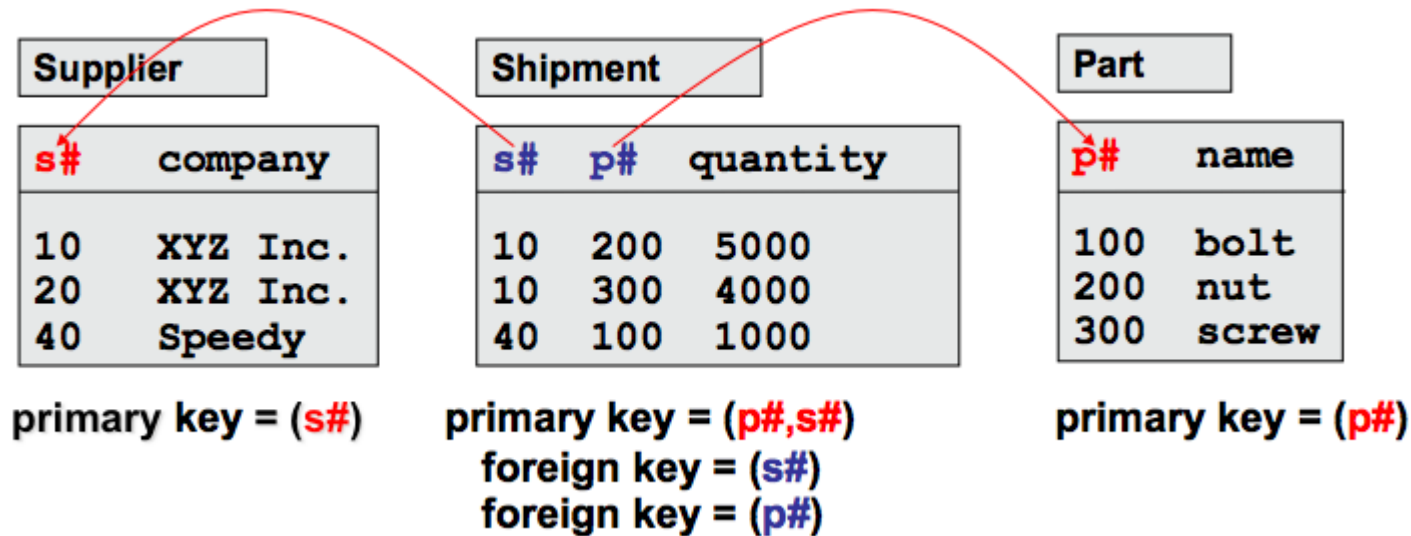 Supplier
s# company
10 XYZ Inc.
20 XYZ Inc.
40 Speedy
primary key = (s#)
Shipment
s# p# quantity
10 200 5000
10 300 4000
40 100 1000
primary key = (p#,s#)
foreign key = (s#)
foreign key = (p#)
Part
p# name
100 bolt
200 nut
300 screw
primary key = (p#)